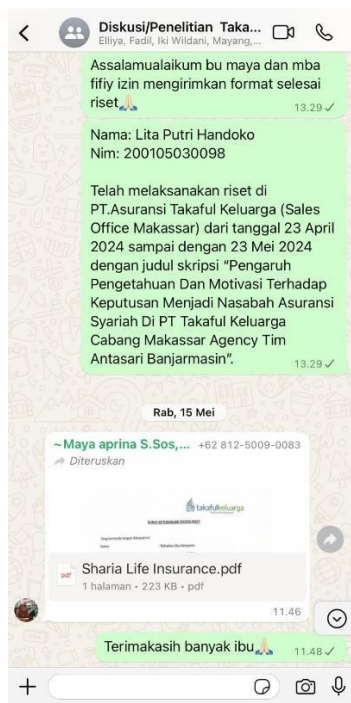 Diskusi/Penelitian Taka...
Elliya, Fadil, Iki Wildani, Mayang,...
Assalamualaikum bu maya dan mba
fifiy izin mengirimkan format selesai
riset🙏🏻
13.29
Nama: Lita Putri Handoko
Nim: 200105030098
Telah melaksanakan riset di
PT.Asuransi Takaful Keluarga (Sales
Office Makassar) dari tanggal 23 April
2024 sampai dengan 23 Mei 2024
dengan judul skripsi “Pengaruh
Pengetahuan Dan Motivasi Terhadap
Keputusan Menjadi Nasabah Asuransi
Syariah Di PT Takaful Keluarga
Cabang Makassar Agency Tim
Antasari Banjarmasin”.
13.29
Rab, 15 Mei
~Maya aprina S.Sos,... +62 812-5009-0083
Diteruskan
takafulkeluarga
Sharia Life Insurance.pdf
pdf
1 halaman • 223 KB • pdf
11.46
Terimakasih banyak ibu🙏🏻
11.48